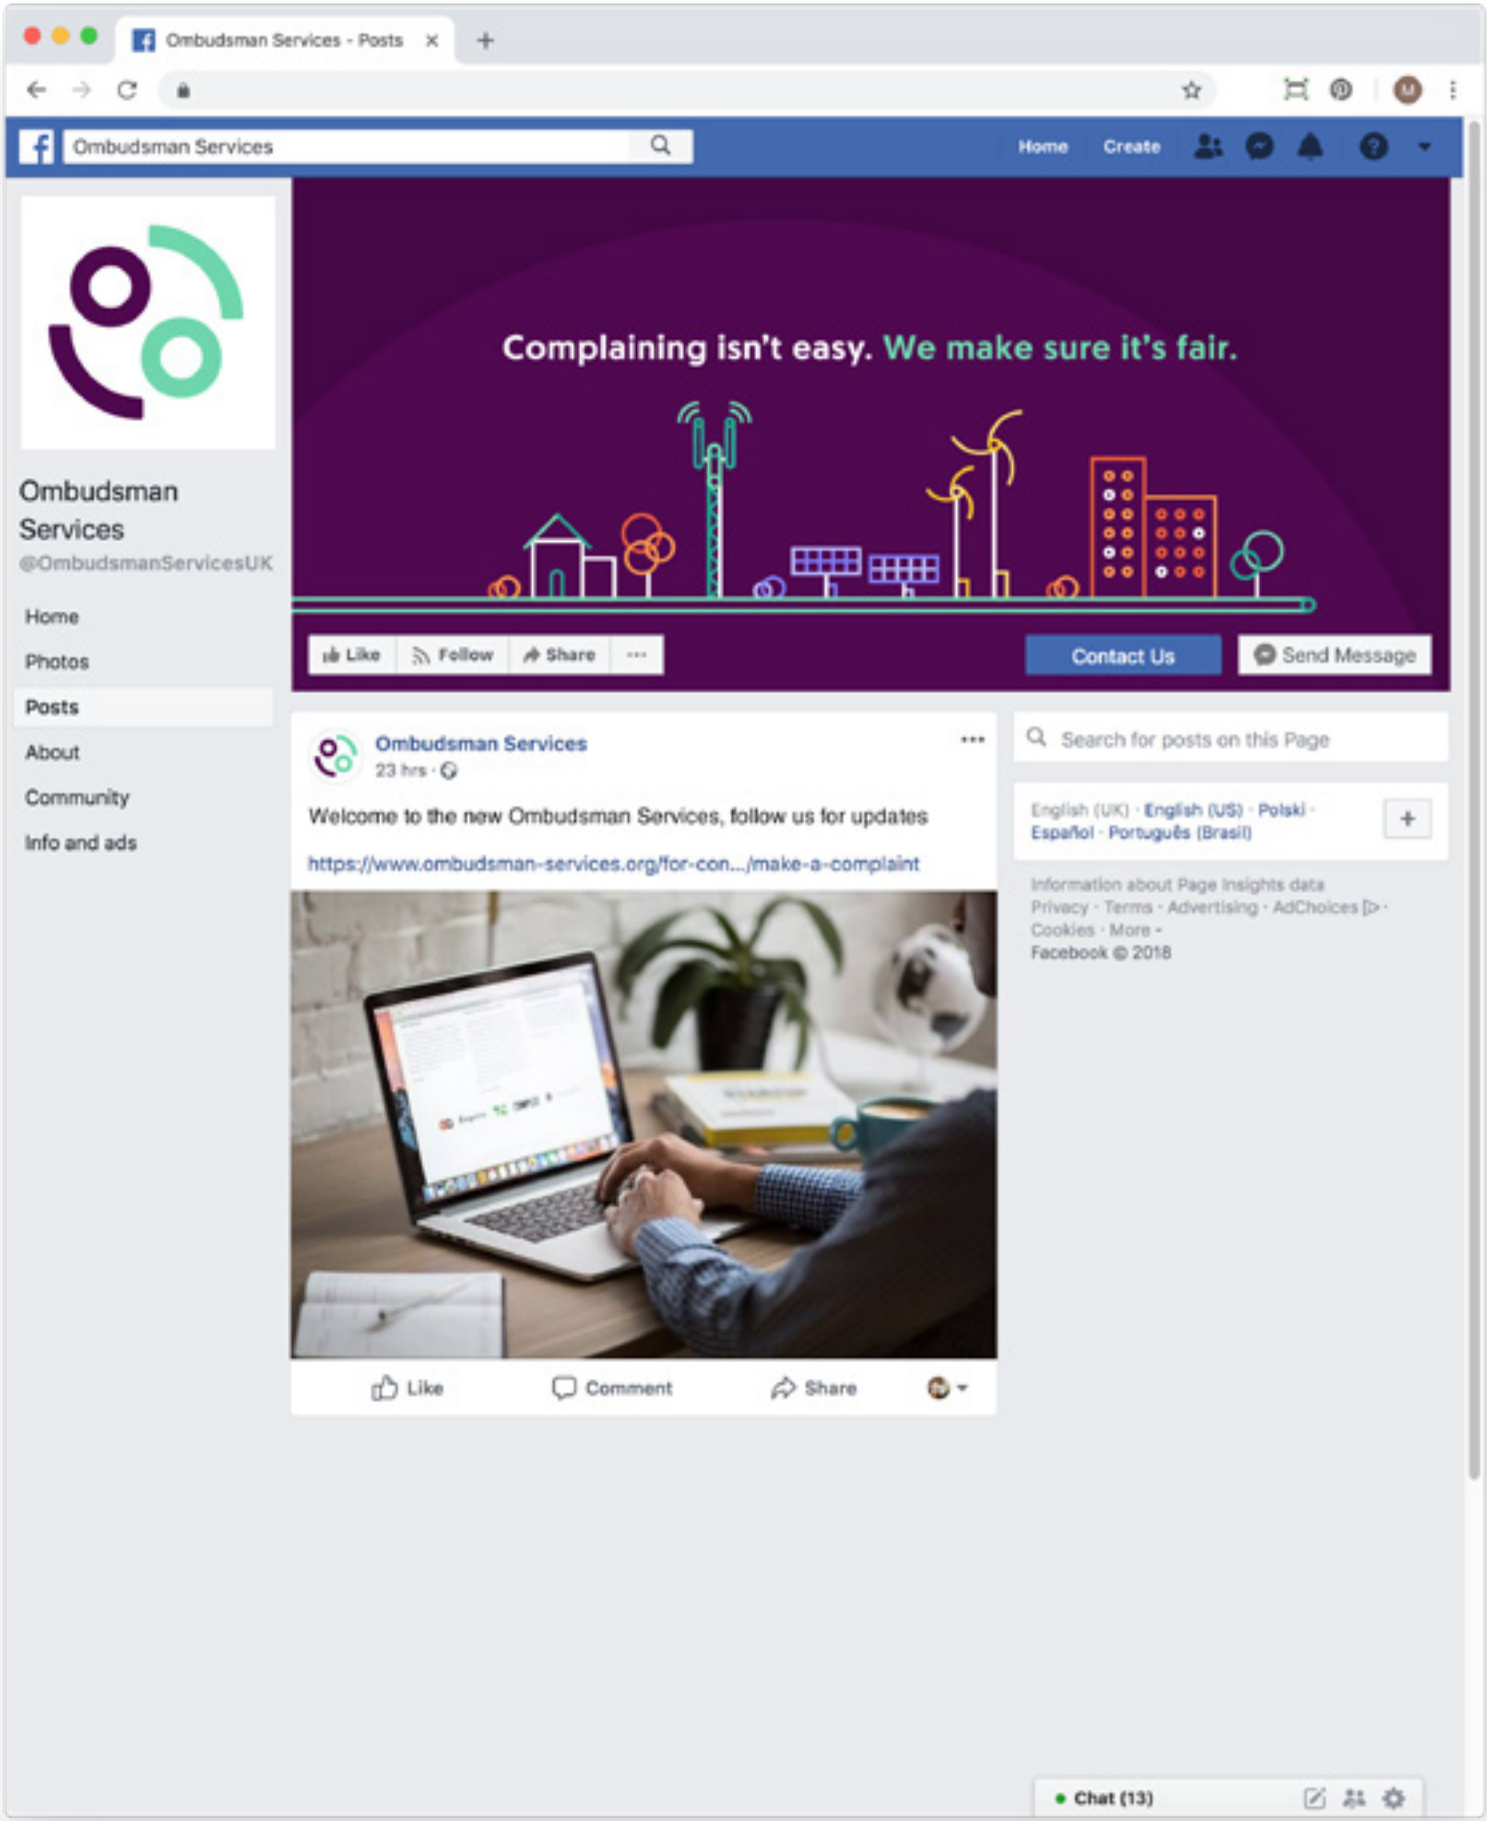 Ombudsman Services - Posts
M
Ombudsman Services
Home Create
Complaining isn't easy. We make sure it's fair.
Ombudsman
Services
@OmbudsmanServicesUK
Home
Photos
Posts
About
Community
Info and ads
Like Follow Share
Contact Us Send Message
Ombudsman Services
23 hrs ·
Welcome to the new Ombudsman Services, follow us for updates
https://www.ombudsman-services.org/for-con.../make-a-complaint
Like Comment Share
Search for posts on this Page
English (UK) · English (US) · Polski ·
Español · Português (Brasil)
Information about Page Insights data
Privacy · Terms · Advertising · AdChoices ·
Cookies · More
Facebook © 2018
Chat (13)